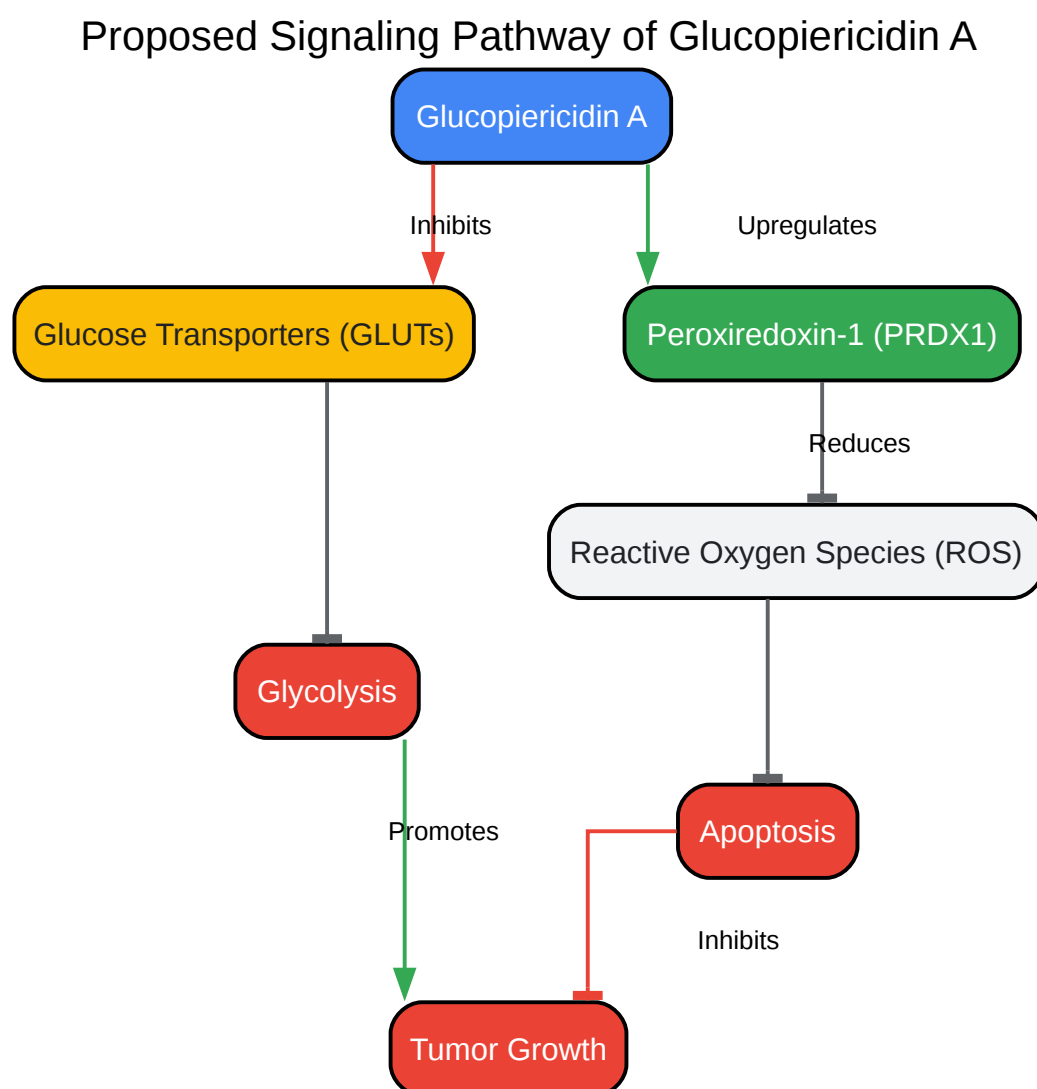 Proposed Signaling Pathway of Glucopiericidin A
Glucopiericidin A
Inhibits
Upregulates
Glucose Transporters (GLUTs)
Peroxiredoxin-1 (PRDX1)
Reduces
Reactive Oxygen Species (ROS)
Glycolysis
Promotes
Apoptosis
Inhibits
Tumor Growth